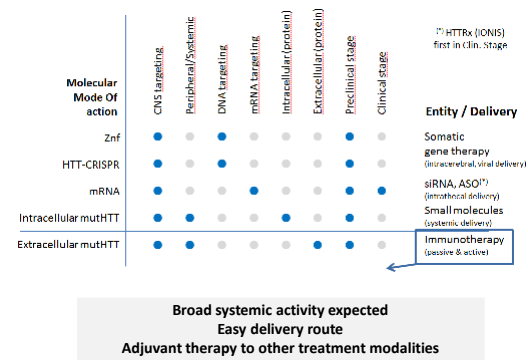 (*) HTTRx (IONIS)
first in Clin. Stage
CNS targeting
Peripheral/Systemic
DNA targeting
mRNA targeting
Intracellular(protein)
Extracellular(protein)
Preclinical stage
Clinical stage
Molecular
Mode Of
action
Entity / Delivery
Znf
Somatic
gene therapy
(intracerebral, viral delivery)
HTT-CRISPR
mRNA
siRNA, ASO(*)
(intrathecal delivery)
Intracellular mutHTT
Small molecules
(systemic delivery)
Extracellular mutHTT
Immunotherapy
(passive & active)
Broad systemic activity expected
Easy delivery route
Adjuvant therapy to other treatment modalities